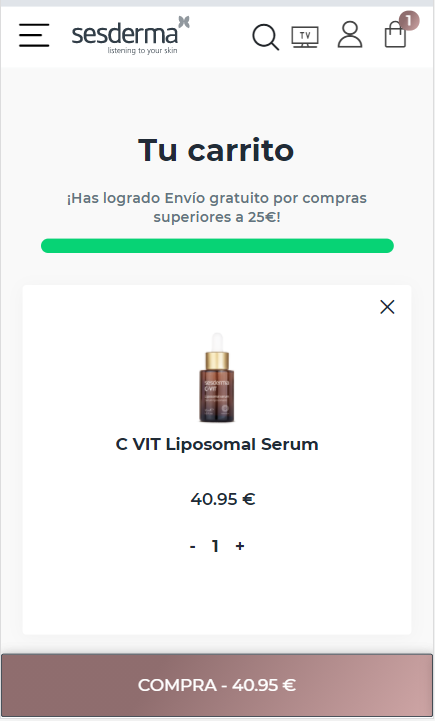 sesderma
listening to your skin
TV
1
Tu carrito
¡Has logrado Envío gratuito por compras
superiores a 25€!
sesderma
C-VIT
C VIT Liposomal Serum
40.95 €
- 1 +
COMPRA - 40.95 €